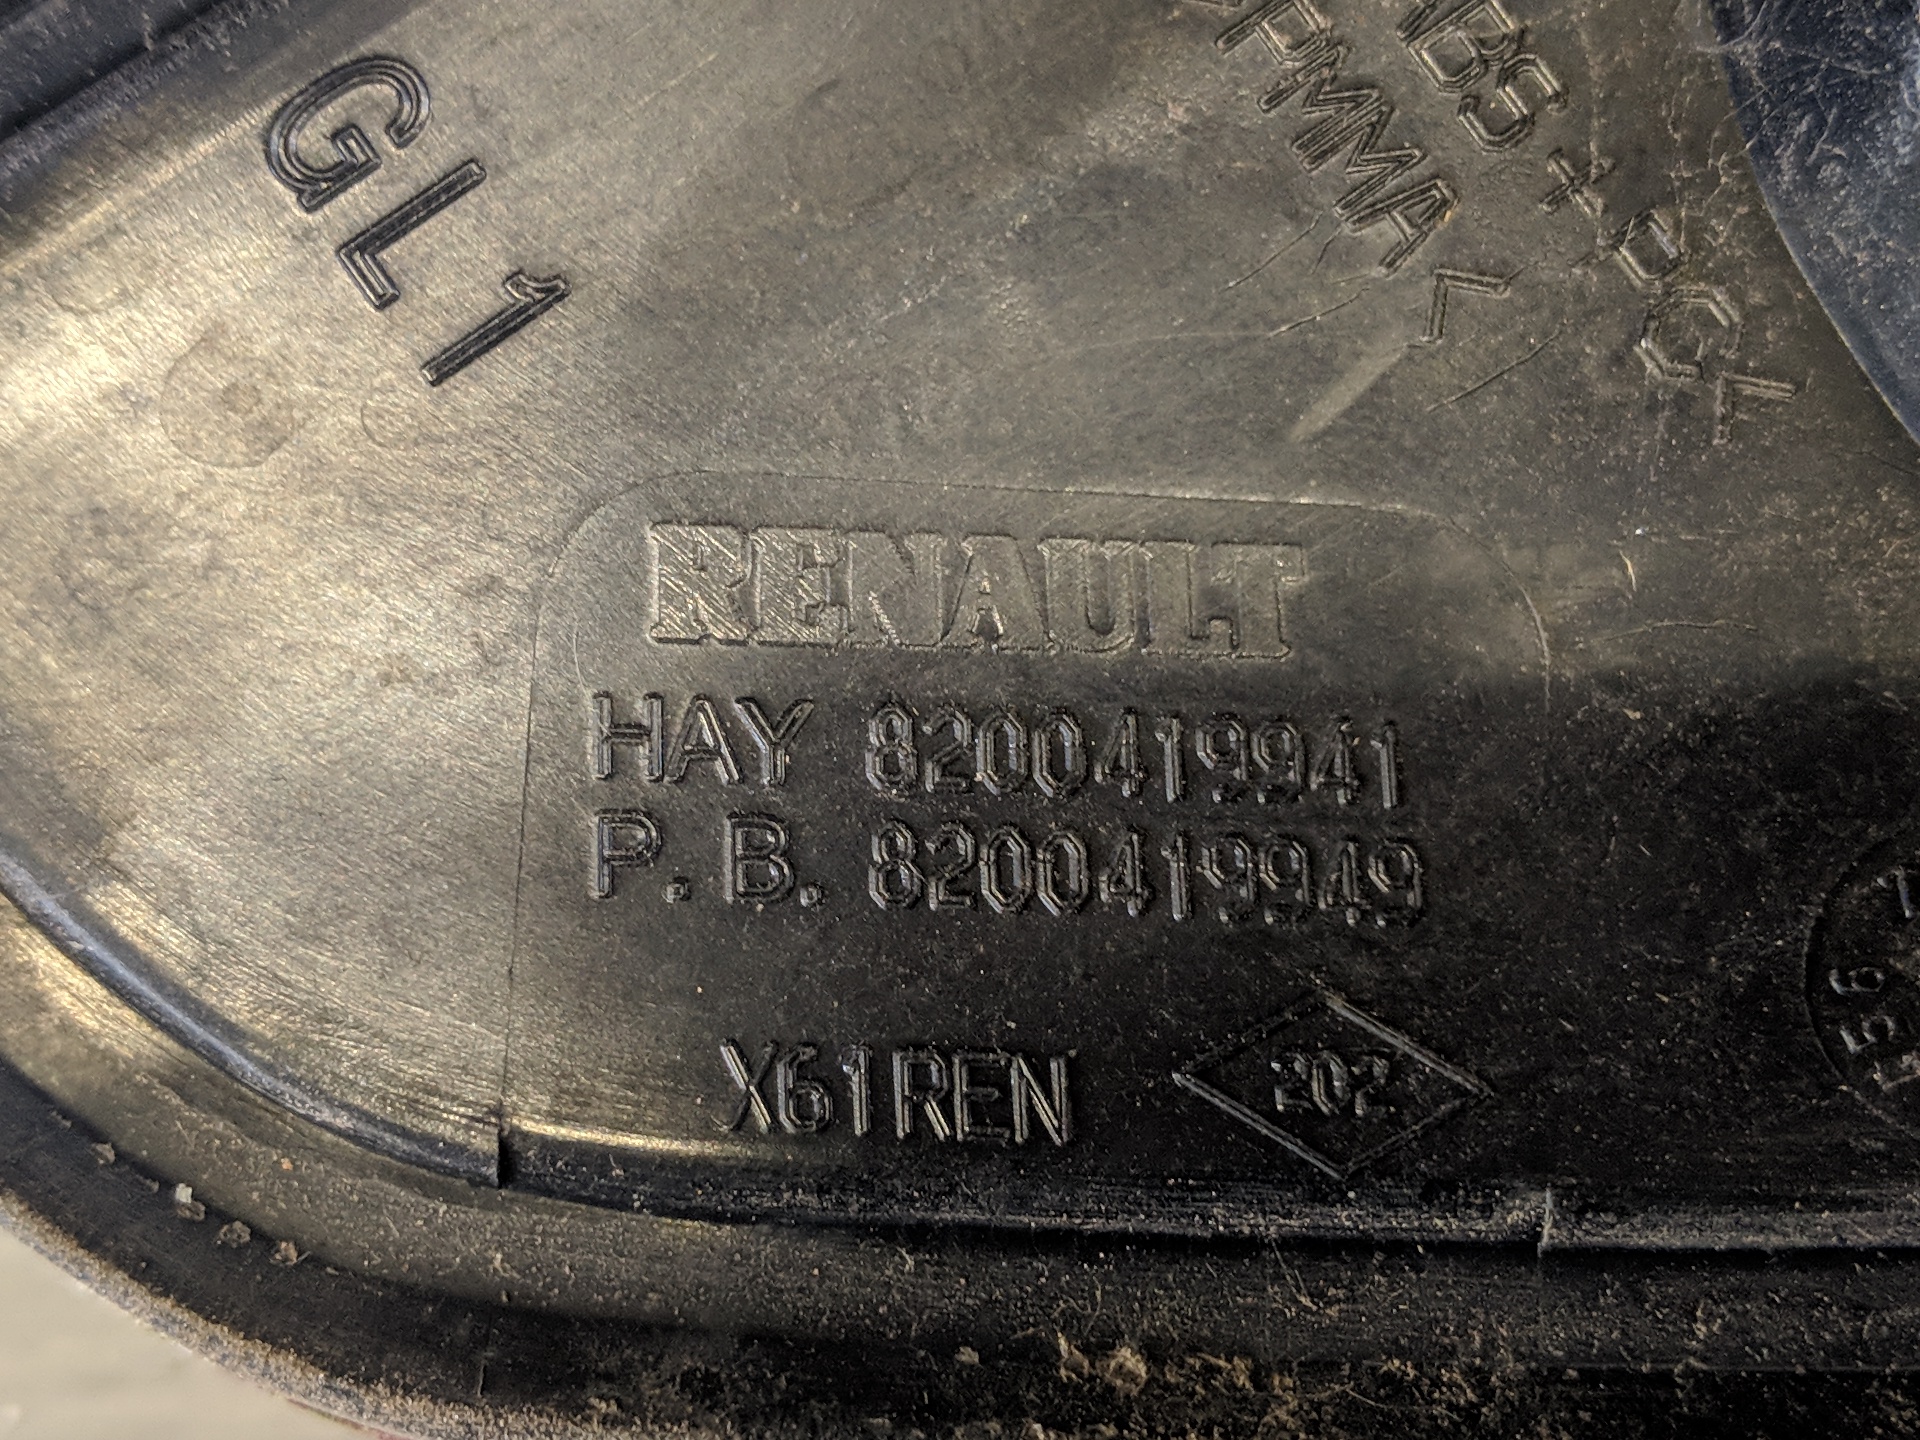 GL1
PMMA <
RENAULT
HAY 8200419941
P.B. 8200419949
X61REN
202